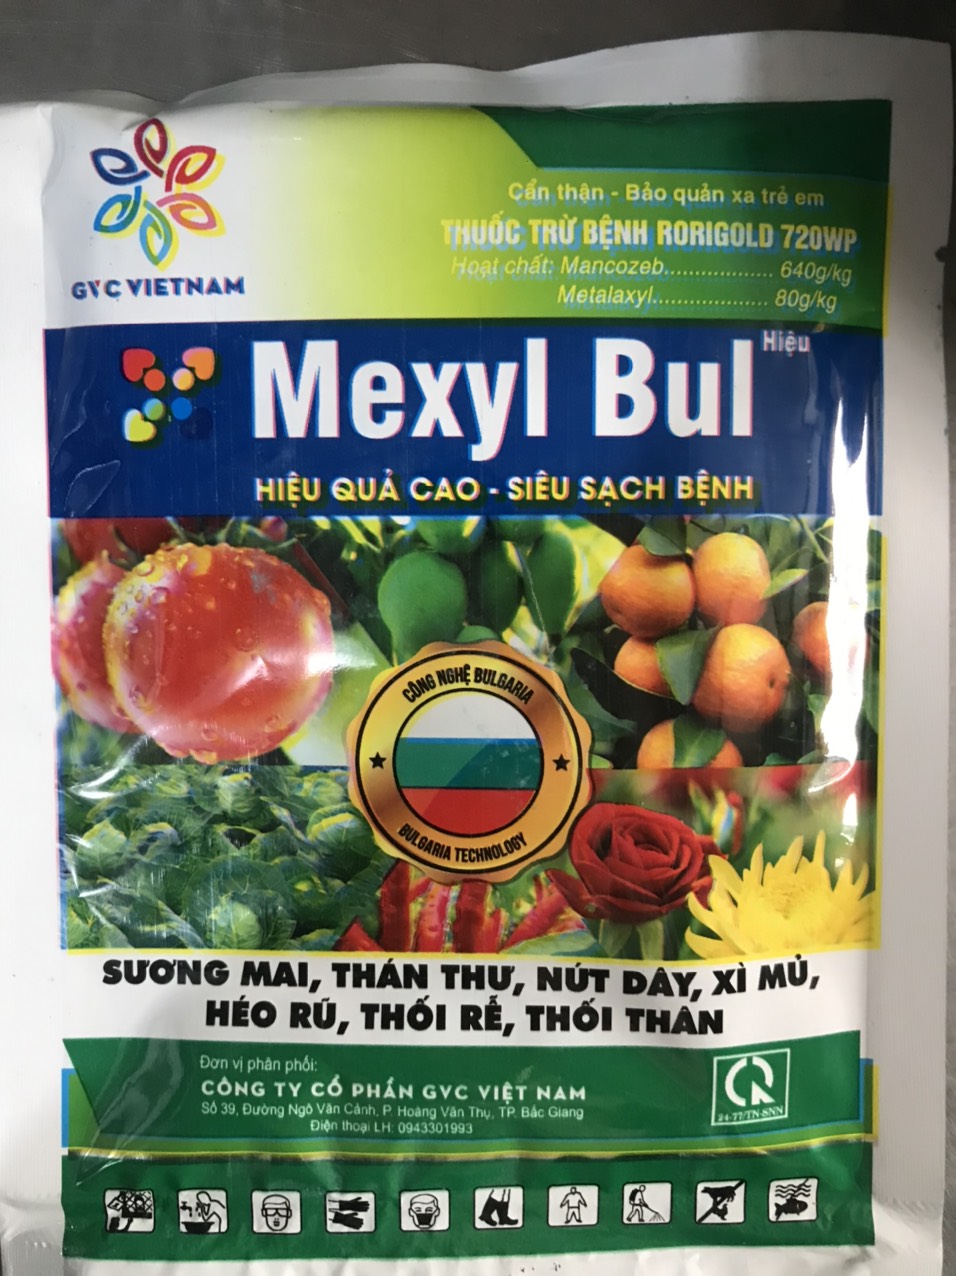 GVC VIETNAM
Cẩn thận - Bảo quản xa trẻ em
THUỐC TRỪ BỆNH RORIGOLD 720WP
Hoạt chất: Mancozeb.................. 640g/kg
Metalaxyl................... 80g/kg
Mexyl Bul Hiệu
HIỆU QUẢ CAO - SIÊU SẠCH BỆNH
CÔNG NGHỆ BULGARIA
BULGARIA TECHNOLOGY
SƯƠNG MAI, THÁN THƯ, NỨT DÂY, XÌ MỦ,
HÉO RŨ, THỐI RỄ, THỐI THÂN
Đơn vị phân phối:
CÔNG TY CỔ PHẦN GVC VIỆT NAM
Số 39, Đường Ngô Văn Cảnh, P. Hoàng Văn Thụ, TP. Bắc Giang
Điện thoại LH: 0943301993
24-77/TN-SNN